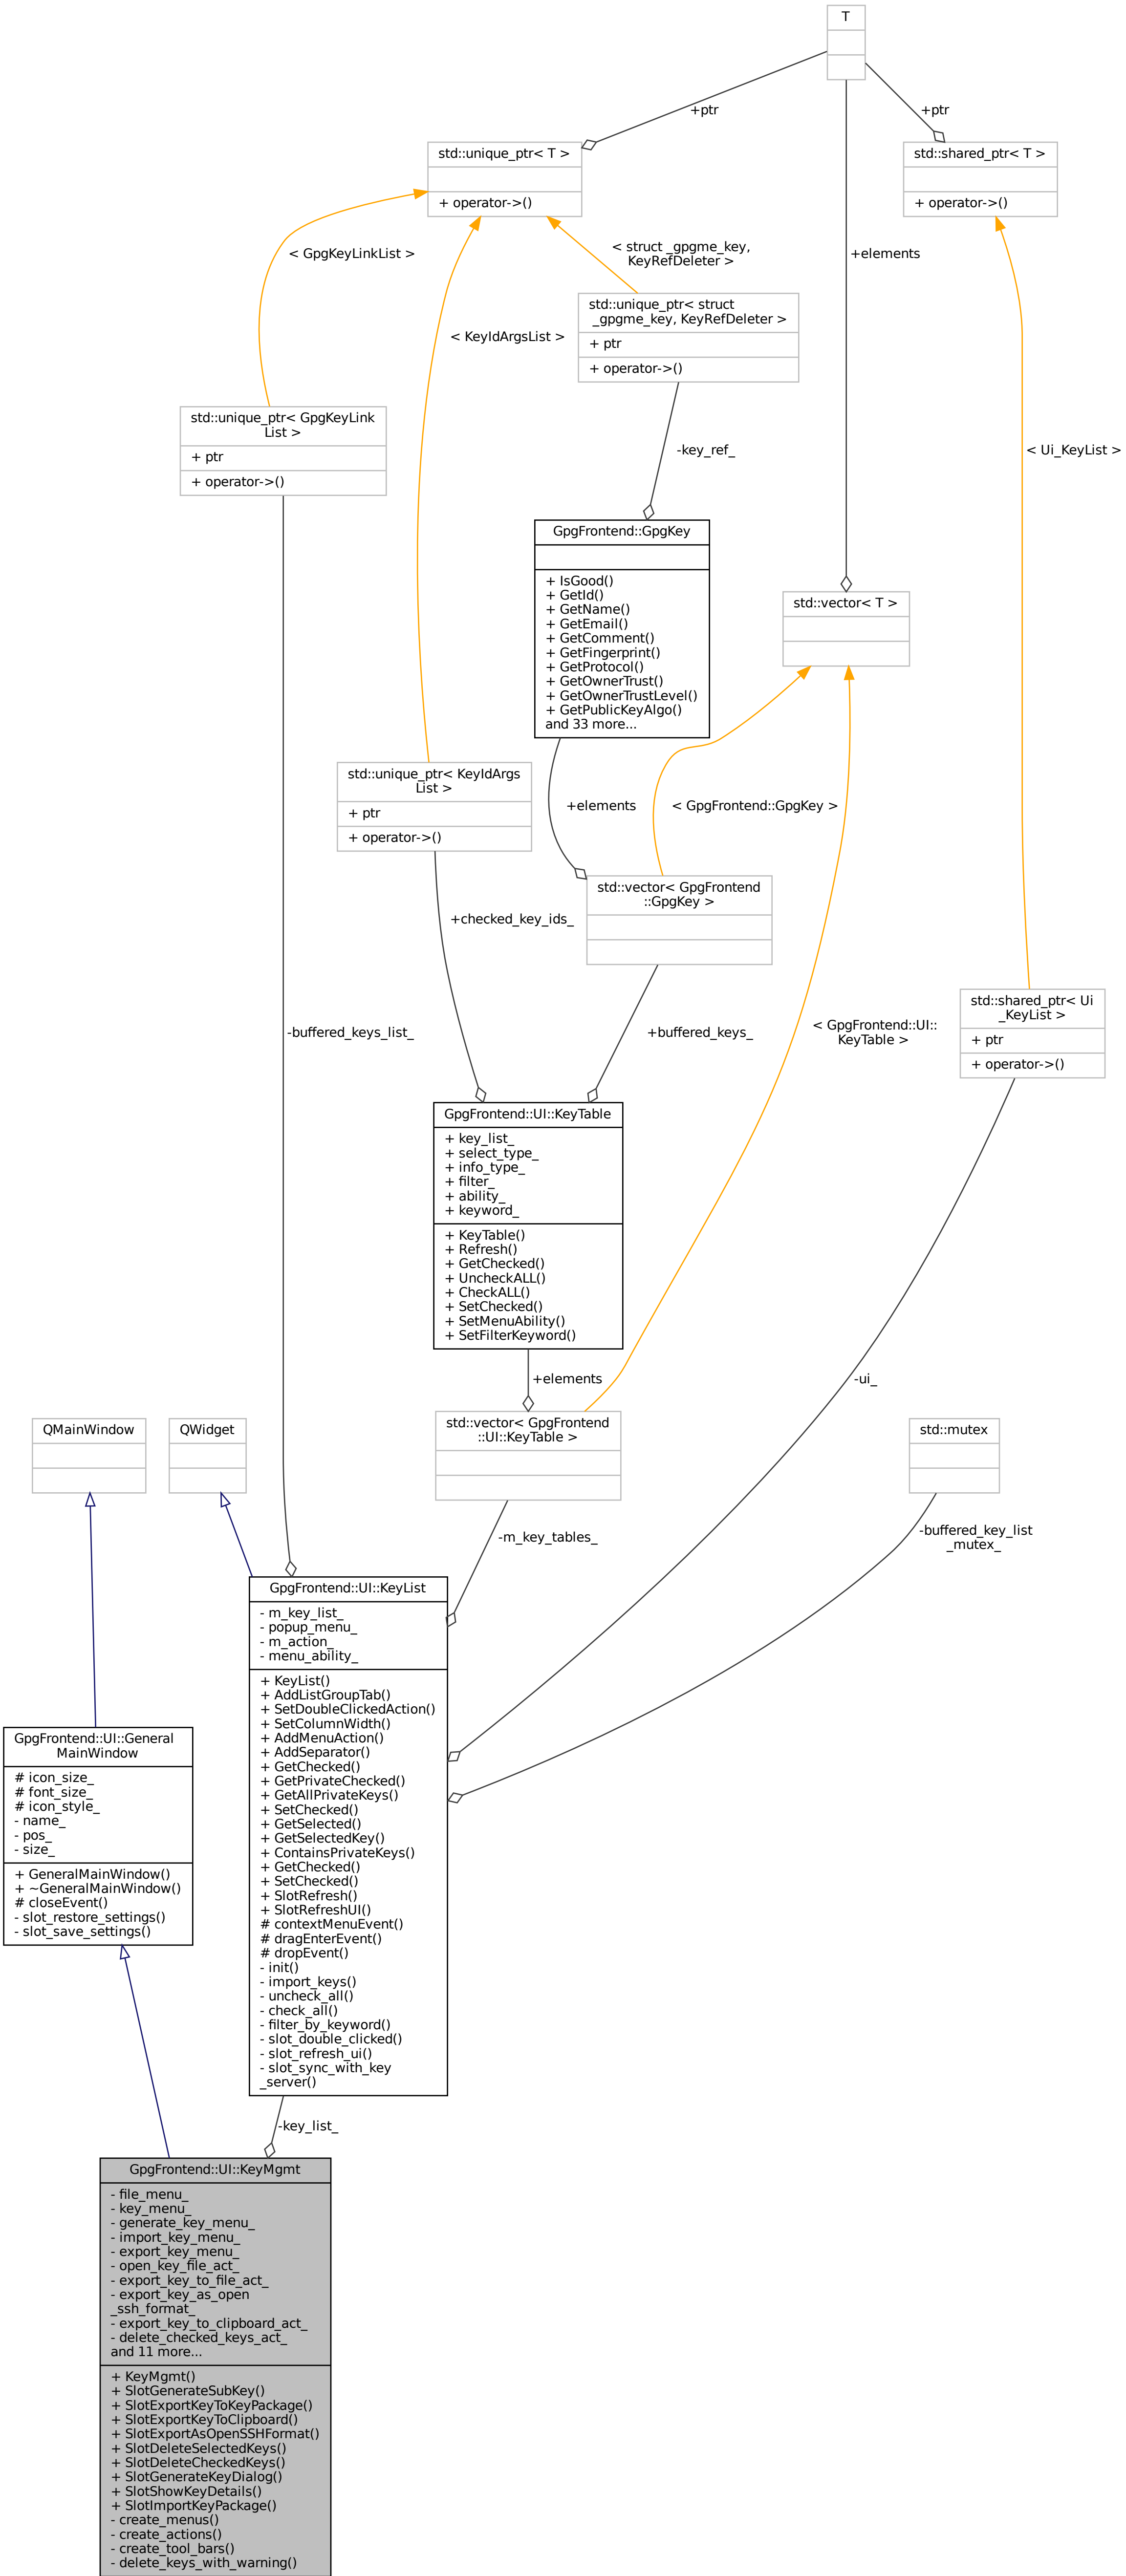 T
+ptr
+ptr
std::unique_ptr< T >
+ operator->()
std::shared_ptr< T >
+ operator->()
< GpgKeyLinkList >
< struct _gpgme_key,
KeyRefDeleter >
+elements
std::unique_ptr< struct
_gpgme_key, KeyRefDeleter >
+ ptr
+ operator->()
< KeyIdArgsList >
std::unique_ptr< GpgKeyLink
List >
+ ptr
+ operator->()
-key_ref_
< Ui_KeyList >
GpgFrontend::GpgKey
+ IsGood()
+ GetId()
+ GetName()
+ GetEmail()
+ GetComment()
+ GetFingerprint()
+ GetProtocol()
+ GetOwnerTrust()
+ GetOwnerTrustLevel()
+ GetPublicKeyAlgo()
and 33 more...
std::vector< T >
std::unique_ptr< KeyIdArgs
List >
+ ptr
+ operator->()
+elements
< GpgFrontend::GpgKey >
std::vector< GpgFrontend
::GpgKey >
+checked_key_ids_
-buffered_keys_list_
+buffered_keys_
< GpgFrontend::UI::
KeyTable >
std::shared_ptr< Ui
_KeyList >
+ ptr
+ operator->()
GpgFrontend::UI::KeyTable
+ key_list_
+ select_type_
+ info_type_
+ filter_
+ ability_
+ keyword_
+ KeyTable()
+ Refresh()
+ GetChecked()
+ UncheckALL()
+ CheckALL()
+ SetChecked()
+ SetMenuAbility()
+ SetFilterKeyword()
+elements
-ui_
std::vector< GpgFrontend
::UI::KeyTable >
QMainWindow
QWidget
std::mutex
-m_key_tables_
-buffered_key_list
_mutex_
GpgFrontend::UI::KeyList
- m_key_list_
- popup_menu_
- m_action_
- menu_ability_
+ KeyList()
+ AddListGroupTab()
+ SetDoubleClickedAction()
+ SetColumnWidth()
+ AddMenuAction()
+ AddSeparator()
+ GetChecked()
+ GetPrivateChecked()
+ GetAllPrivateKeys()
+ SetChecked()
+ GetSelected()
+ GetSelectedKey()
+ ContainsPrivateKeys()
+ GetChecked()
+ SetChecked()
+ SlotRefresh()
+ SlotRefreshUI()
# contextMenuEvent()
# dragEnterEvent()
# dropEvent()
- init()
- import_keys()
- uncheck_all()
- check_all()
- filter_by_keyword()
- slot_double_clicked()
- slot_refresh_ui()
- slot_sync_with_key
_server()
GpgFrontend::UI::General
MainWindow
# icon_size_
# font_size_
# icon_style_
- name_
- pos_
- size_
+ GeneralMainWindow()
+ ~GeneralMainWindow()
# closeEvent()
- slot_restore_settings()
- slot_save_settings()
-key_list_
GpgFrontend::UI::KeyMgmt
- file_menu_
- key_menu_
- generate_key_menu_
- import_key_menu_
- export_key_menu_
- open_key_file_act_
- export_key_to_file_act_
- export_key_as_open
_ssh_format_
- export_key_to_clipboard_act_
- delete_checked_keys_act_
and 11 more...
+ KeyMgmt()
+ SlotGenerateSubKey()
+ SlotExportKeyToKeyPackage()
+ SlotExportKeyToClipboard()
+ SlotExportAsOpenSSHFormat()
+ SlotDeleteSelectedKeys()
+ SlotDeleteCheckedKeys()
+ SlotGenerateKeyDialog()
+ SlotShowKeyDetails()
+ SlotImportKeyPackage()
- create_menus()
- create_actions()
- create_tool_bars()
- delete_keys_with_warning()